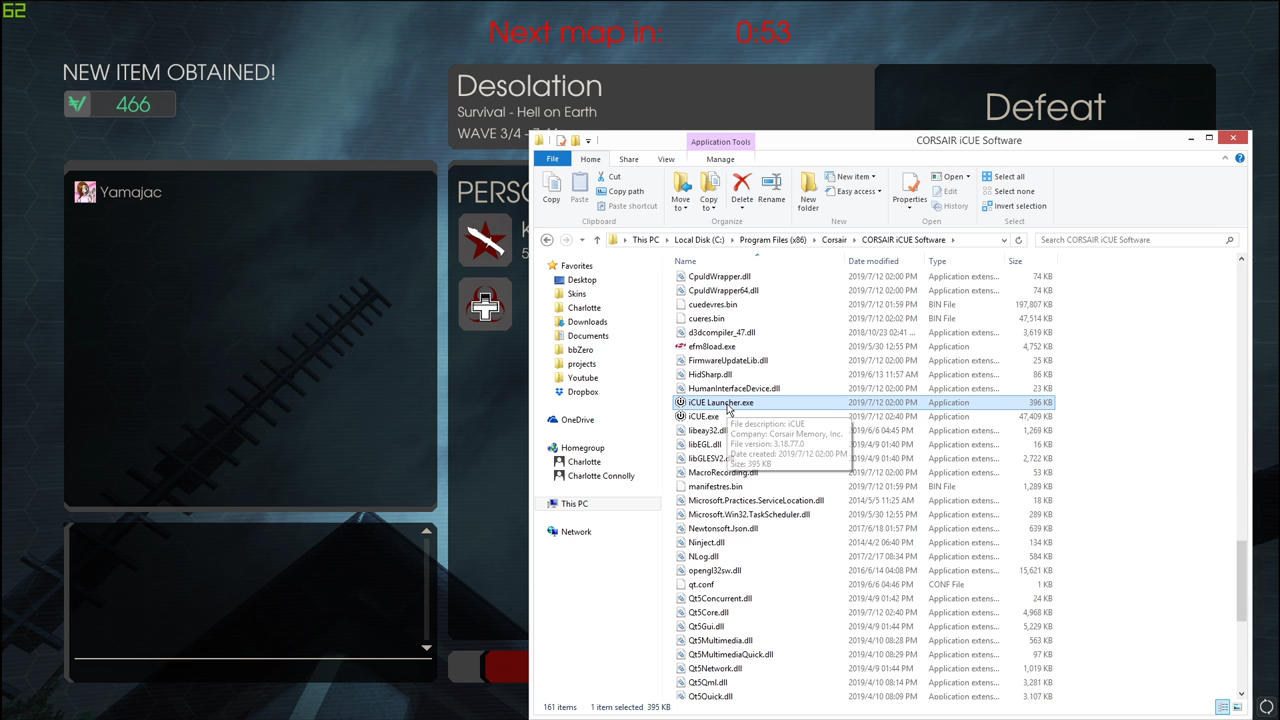 62
Next map in: 0:53
NEW ITEM OBTAINED!
466
Desolation
Survival - Hell on Earth
WAVE 3/4 -
Defeat
Yamajac
PERS
Application Tools
CORSAIR iCUE Software
File
Home
Share
View
Manage
Copy
Paste
Cut
Copy path
Paste shortcut
Clipboard
Move to
Copy to
Delete
Rename
Organize
New folder
New item
Easy access
New
Properties
Open
Edit
History
Open
Select all
Select none
Invert selection
Select
This PC
Local Disk (C:)
Program Files (x86)
Corsair
CORSAIR iCUE Software
Search CORSAIR iCUE Software
Favorites
Desktop
Skins
Charlotte
Downloads
Documents
bbZero
projects
Youtube
Dropbox
OneDrive
Homegroup
Charlotte
Charlotte Connolly
This PC
Network
Name Date modified Type Size
CpuIdWrapper.dll 2019/7/12 02:00 PM Application extens... 74 KB
CpuIdWrapper64.dll 2019/7/12 02:00 PM Application extens... 74 KB
cuedevres.bin 2019/7/12 01:59 PM BIN File 197,807 KB
cueres.bin 2019/7/12 02:02 PM BIN File 47,514 KB
d3dcompiler_47.dll 2018/10/23 02:41 ... Application extens... 3,619 KB
efm8load.exe 2019/5/30 12:55 PM Application 4,752 KB
FirmwareUpdateLib.dll 2019/7/12 02:00 PM Application extens... 25 KB
HidSharp.dll 2019/6/13 11:57 AM Application extens... 86 KB
HumanInterfaceDevice.dll 2019/7/12 02:00 PM Application extens... 23 KB
iCUE Launcher.exe 2019/7/12 02:00 PM Application 396 KB
iCUE.exe 2019/7/12 02:40 PM Application 47,409 KB
libeay32.dll 2019/6/6 04:45 PM Application extens... 1,269 KB
libEGL.dll 2019/4/9 01:40 PM Application extens... 16 KB
libGLESV2.d 2019/4/9 01:40 PM Application extens... 2,722 KB
MacroRecording.dll 2019/7/12 02:00 PM Application extens... 53 KB
manifestres.bin 2019/7/12 01:59 PM BIN File 1,289 KB
Microsoft.Practices.ServiceLocation.dll 2014/5/5 11:25 AM Application extens... 18 KB
Microsoft.Win32.TaskScheduler.dll 2019/5/30 12:55 PM Application extens... 289 KB
Newtonsoft.Json.dll 2017/6/18 01:57 PM Application extens... 639 KB
Ninject.dll 2014/4/2 06:40 PM Application extens... 134 KB
NLog.dll 2017/2/17 08:34 PM Application extens... 584 KB
opengl32sw.dll 2016/6/14 04:08 PM Application extens... 15,621 KB
qt.conf 2019/6/6 04:46 PM CONF File 1 KB
Qt5Concurrent.dll 2019/4/9 01:42 PM Application extens... 24 KB
Qt5Core.dll 2019/7/12 02:40 PM Application extens... 4,968 KB
Qt5Gui.dll 2019/4/9 01:44 PM Application extens... 5,229 KB
Qt5Multimedia.dll 2019/4/10 08:28 PM Application extens... 563 KB
Qt5MultimediaQuick.dll 2019/4/10 08:29 PM Application extens... 97 KB
Qt5Network.dll 2019/4/9 01:44 PM Application extens... 1,019 KB
Qt5Qml.dll 2019/4/10 08:14 PM Application extens... 3,281 KB
Qt5Quick.dll 2019/4/10 08:09 PM Application extens... 3,107 KB
File description: iCUE
Company: Corsair Memory, Inc.
File version: 3.18.77.0
Date created: 2019/7/12 02:00 PM
Size: 395 KB
161 items 1 item selected 395 KB